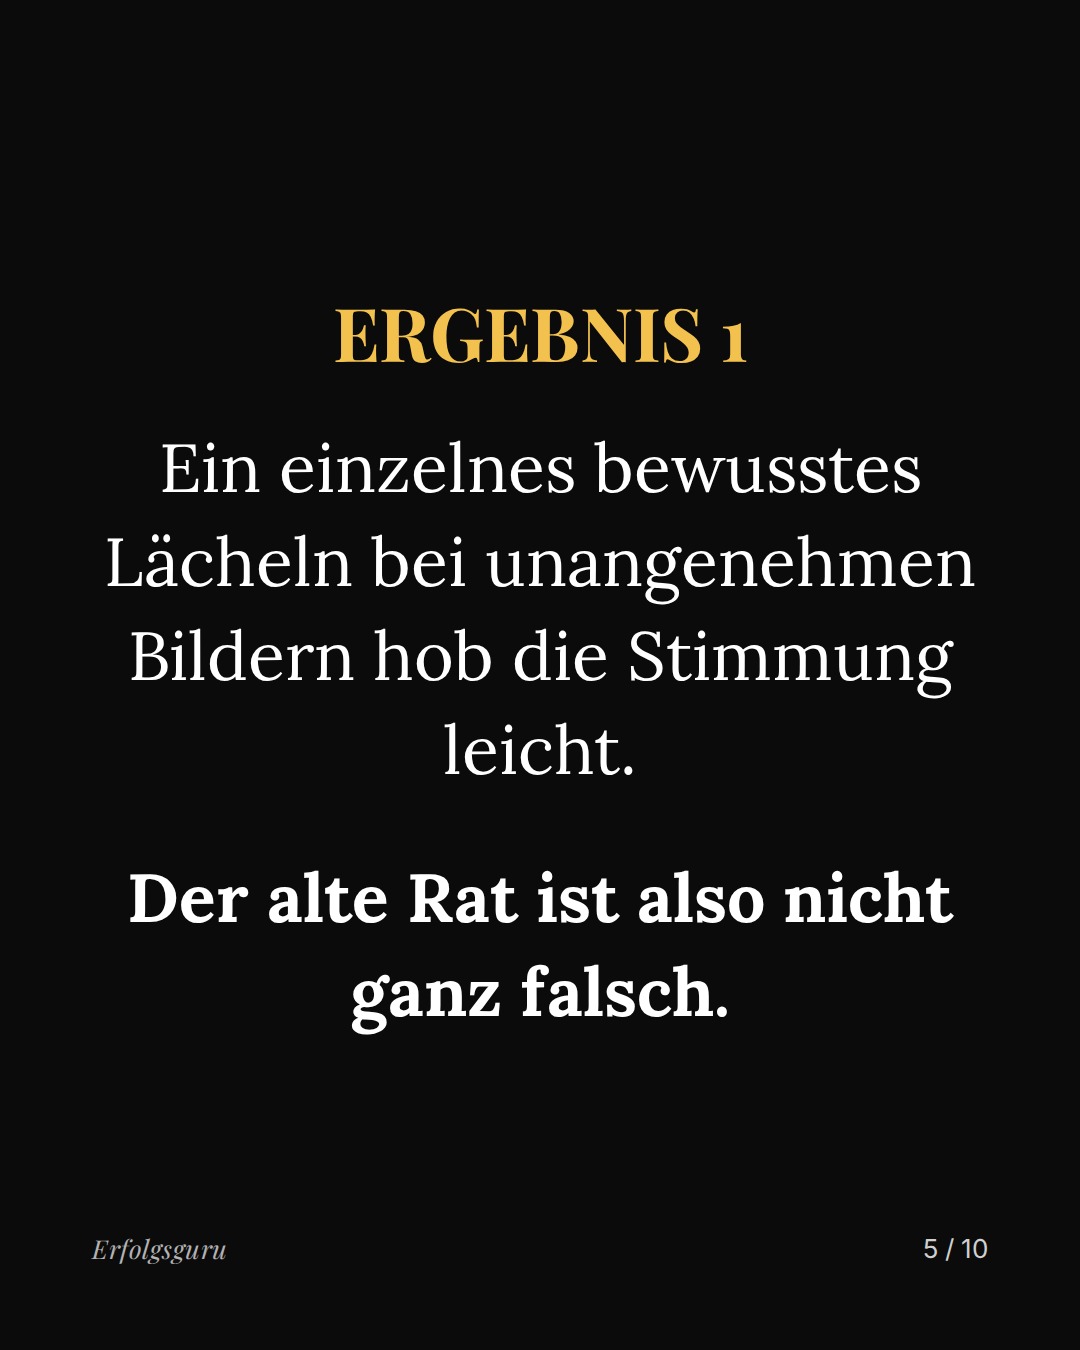 ERGEBNIS 1
Ein einzelnes bewusstes
Lächeln bei unangenehmen
Bildern hob die Stimmung
leicht.
Der alte Rat ist also nicht
ganz falsch.
Erfolgsguru
5 / 10